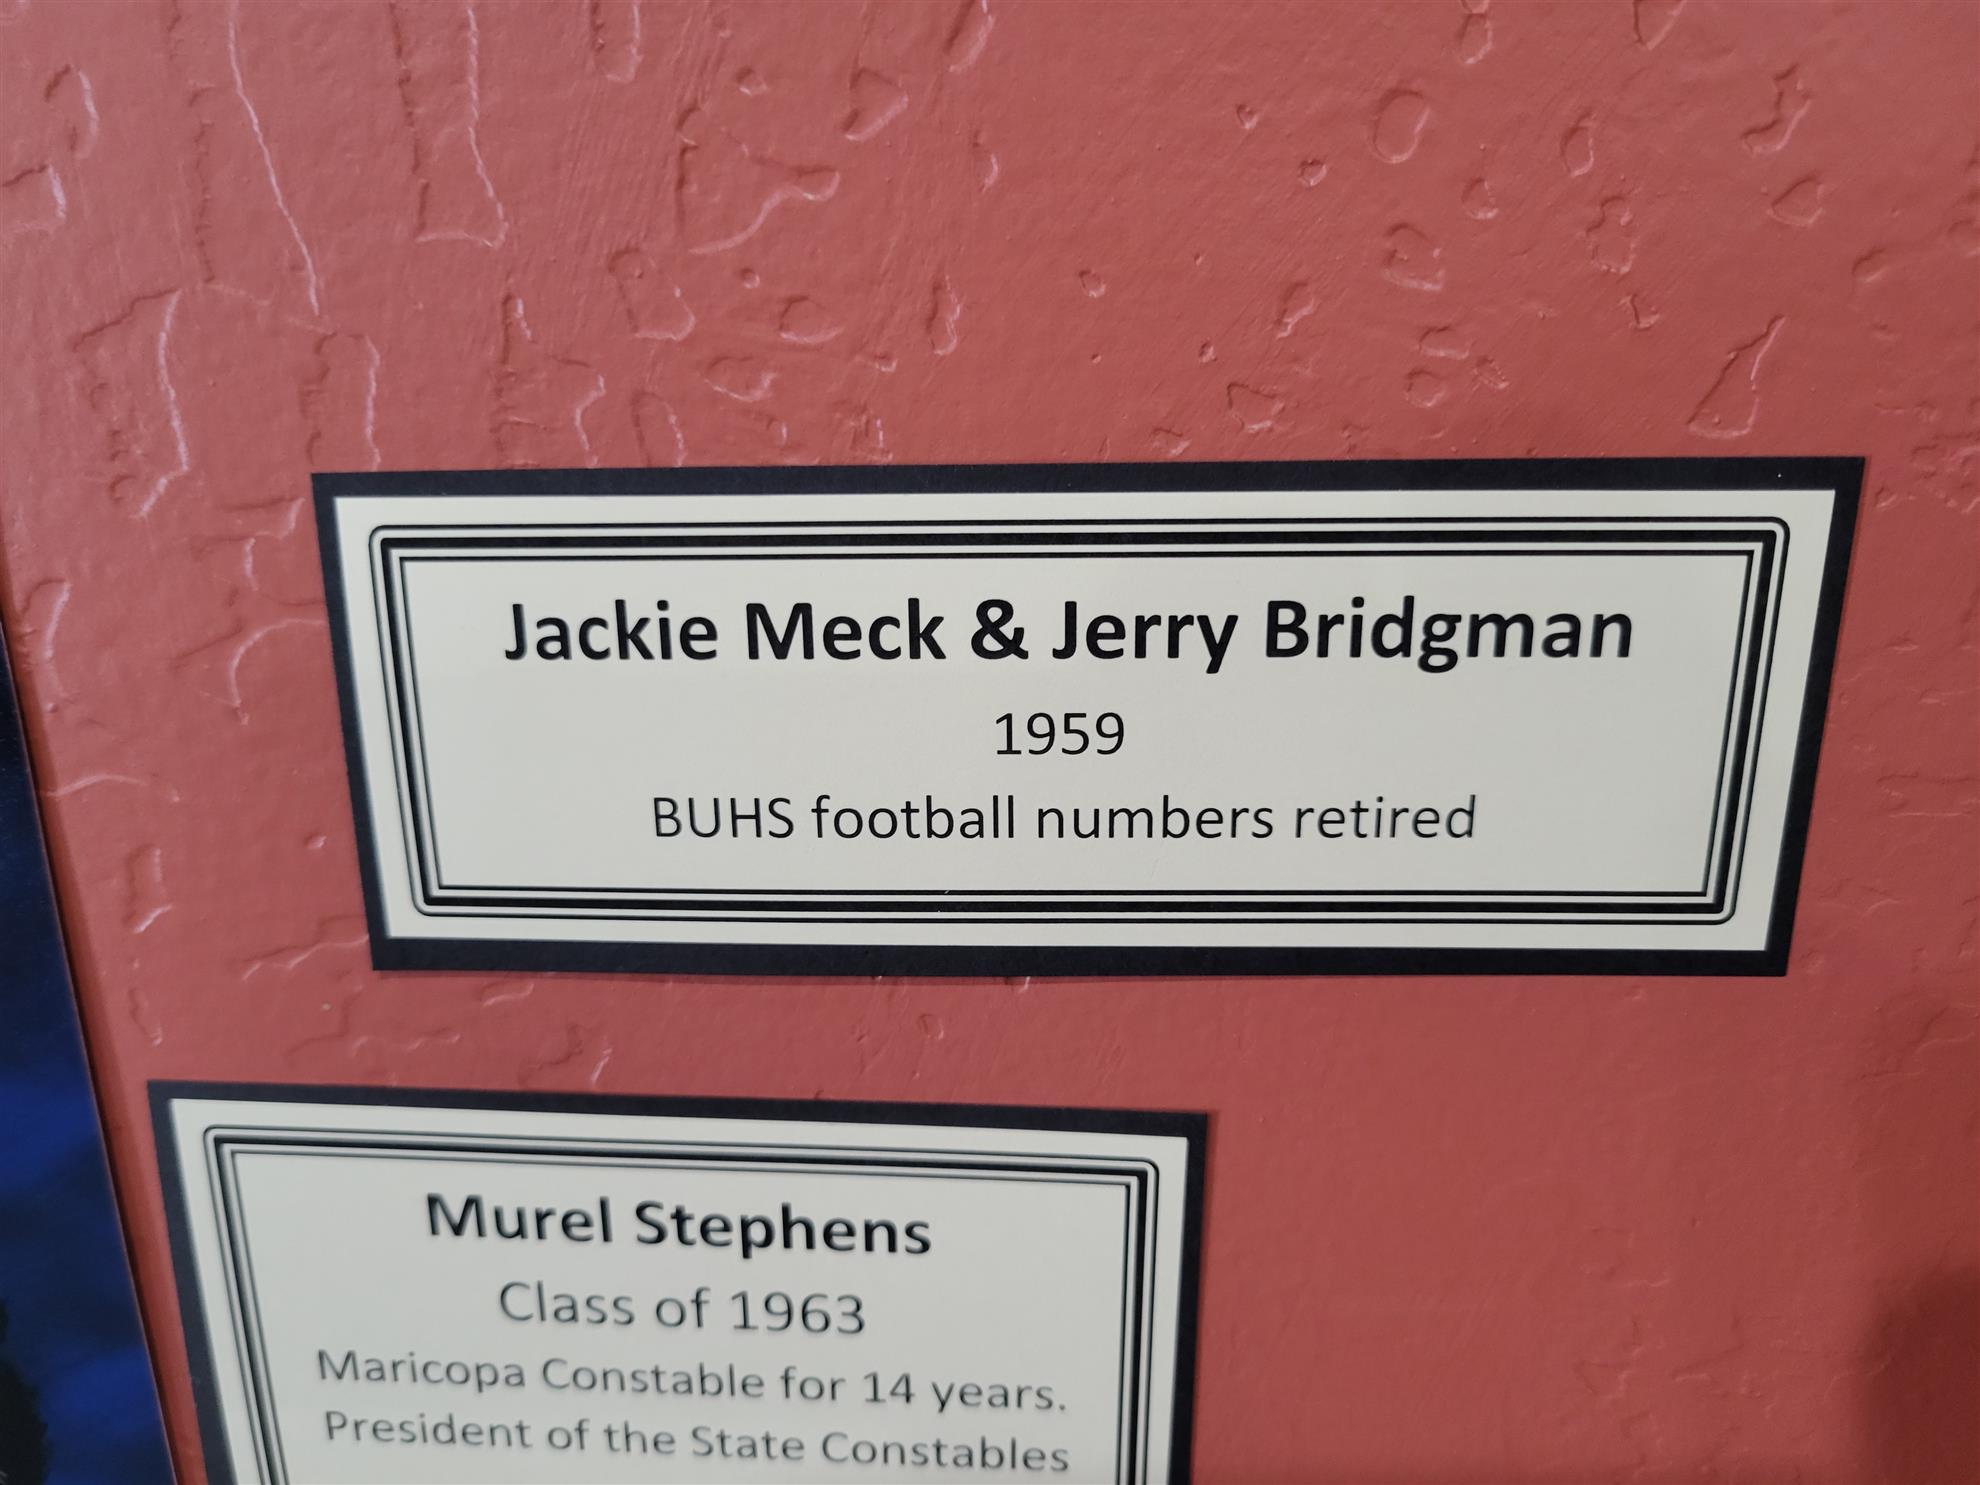 Jackie Meck & Jerry Bridgman
1959
BUHS football numbers retired
Murel Stephens
Class of 1963
Maricopa Constable for 14 years.
President of the State Constables